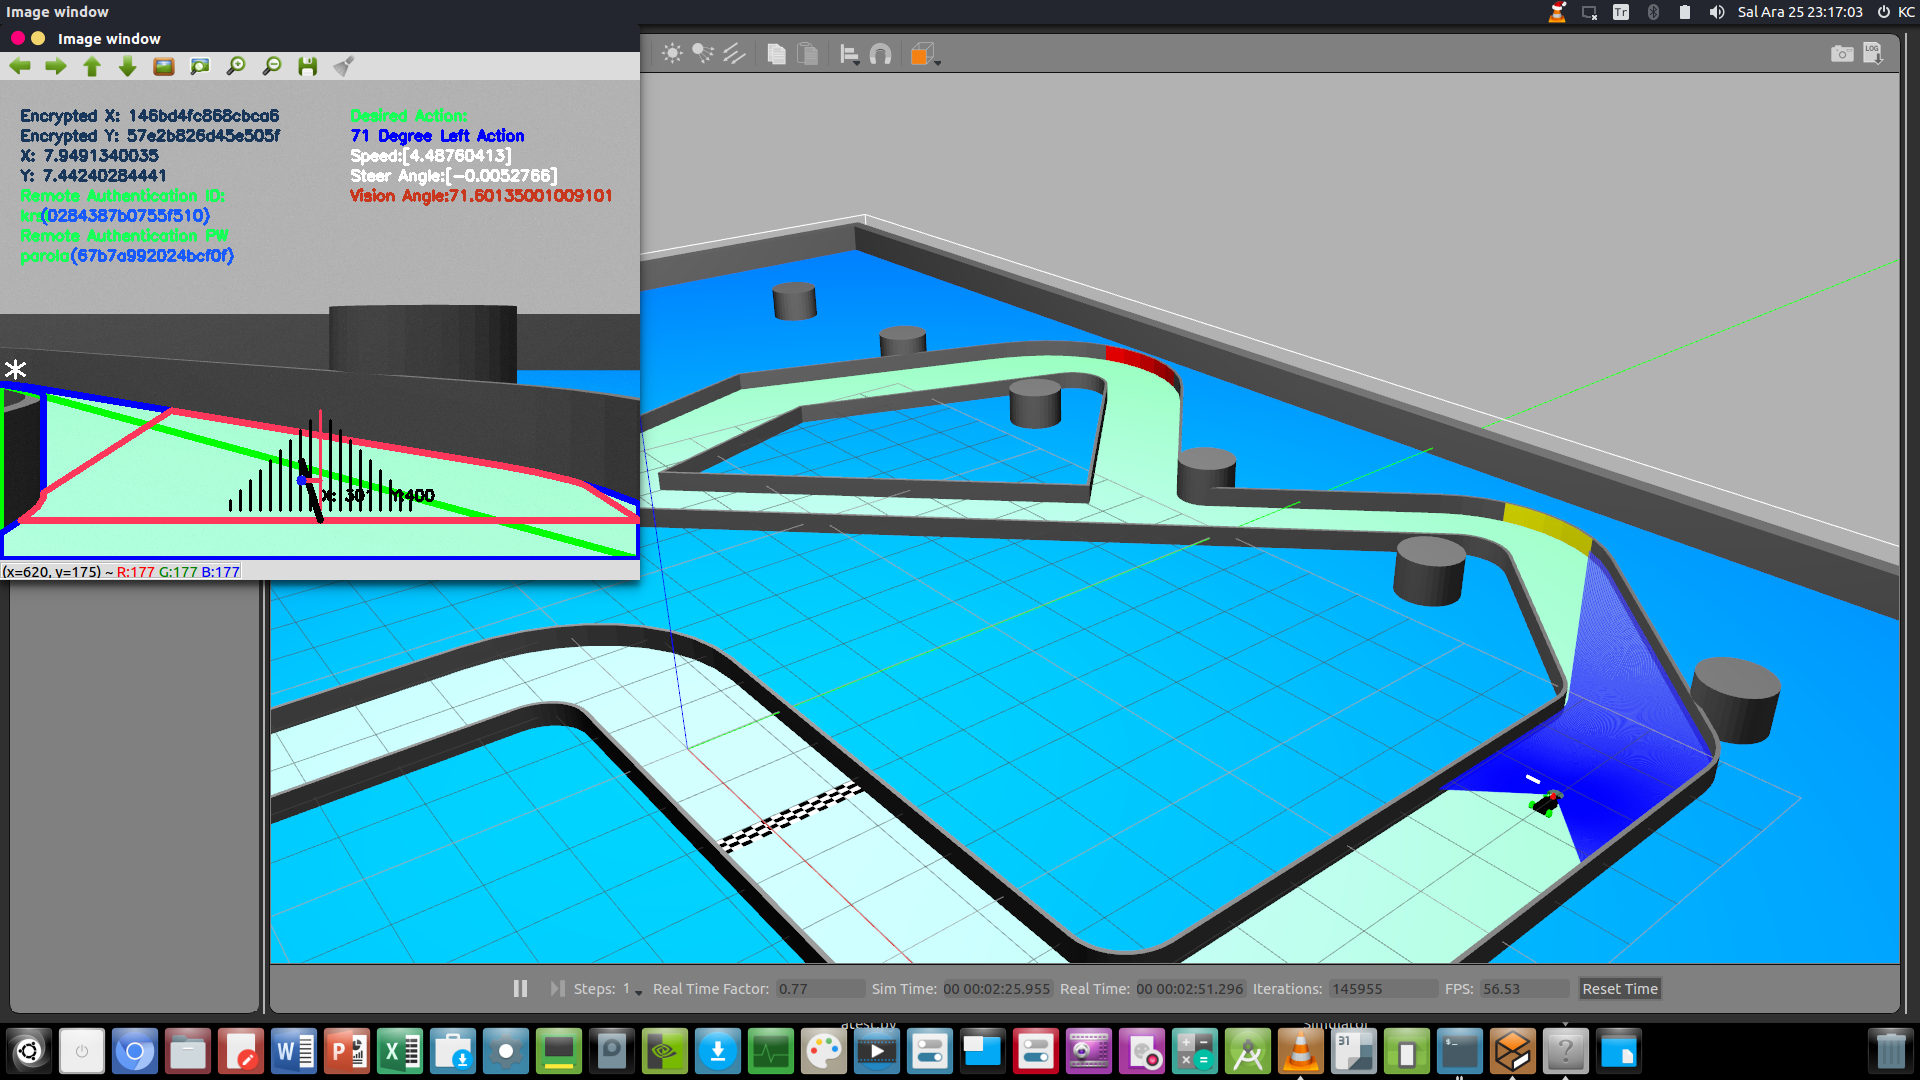 Image window
Tr
Sal Ara 25 23:17:03
KC
Image window
LOG
Encrypted X: 146bd4fc868cbca6
Encrypted Y: 57e2b826d45e505f
X: 7.9491340035
Y: 7.44240284441
Remote Authentication ID:
(0284387b0755f510)
Remote Authentication PW
parola(67b7a992024bcf0f)
Desired Action:
71 Degree Left Action
Speed:[4.48760413]
Steer Angle:[-0.0052766]
Vision Angle:71.60135001009101
Y:400
(x=620, y=175) ~ R:177 G:177 B:177
Steps: 1
Real Time Factor: 0.77
Sim Time: 00 00:02:25.955
Real Time: 00 00:02:51.296
Iterations: 145955
FPS: 56.53
Reset Time
31